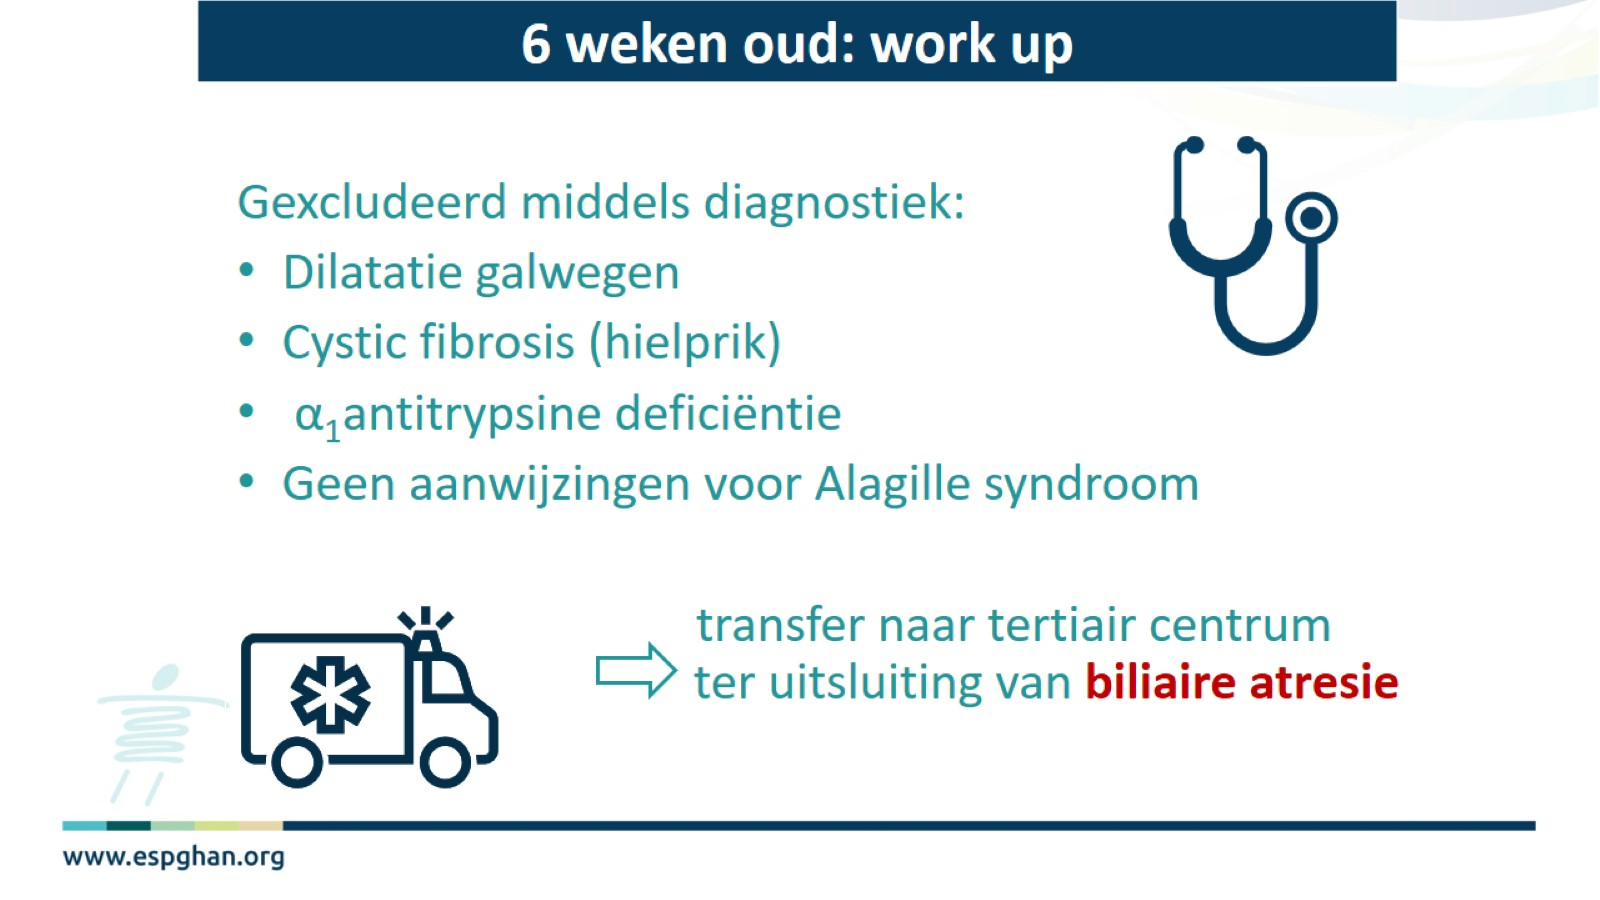 6 weken oud: work up
Gexcludeerd middels diagnostiek:
• Dilatatie galwegen
• Cystic fibrosis (hielprik)
• α₁antitrypsine deficiëntie
• Geen aanwijzingen voor Alagille syndroom
transfer naar tertiair centrum
ter uitsluiting van biliaire atresie
www.espghan.org